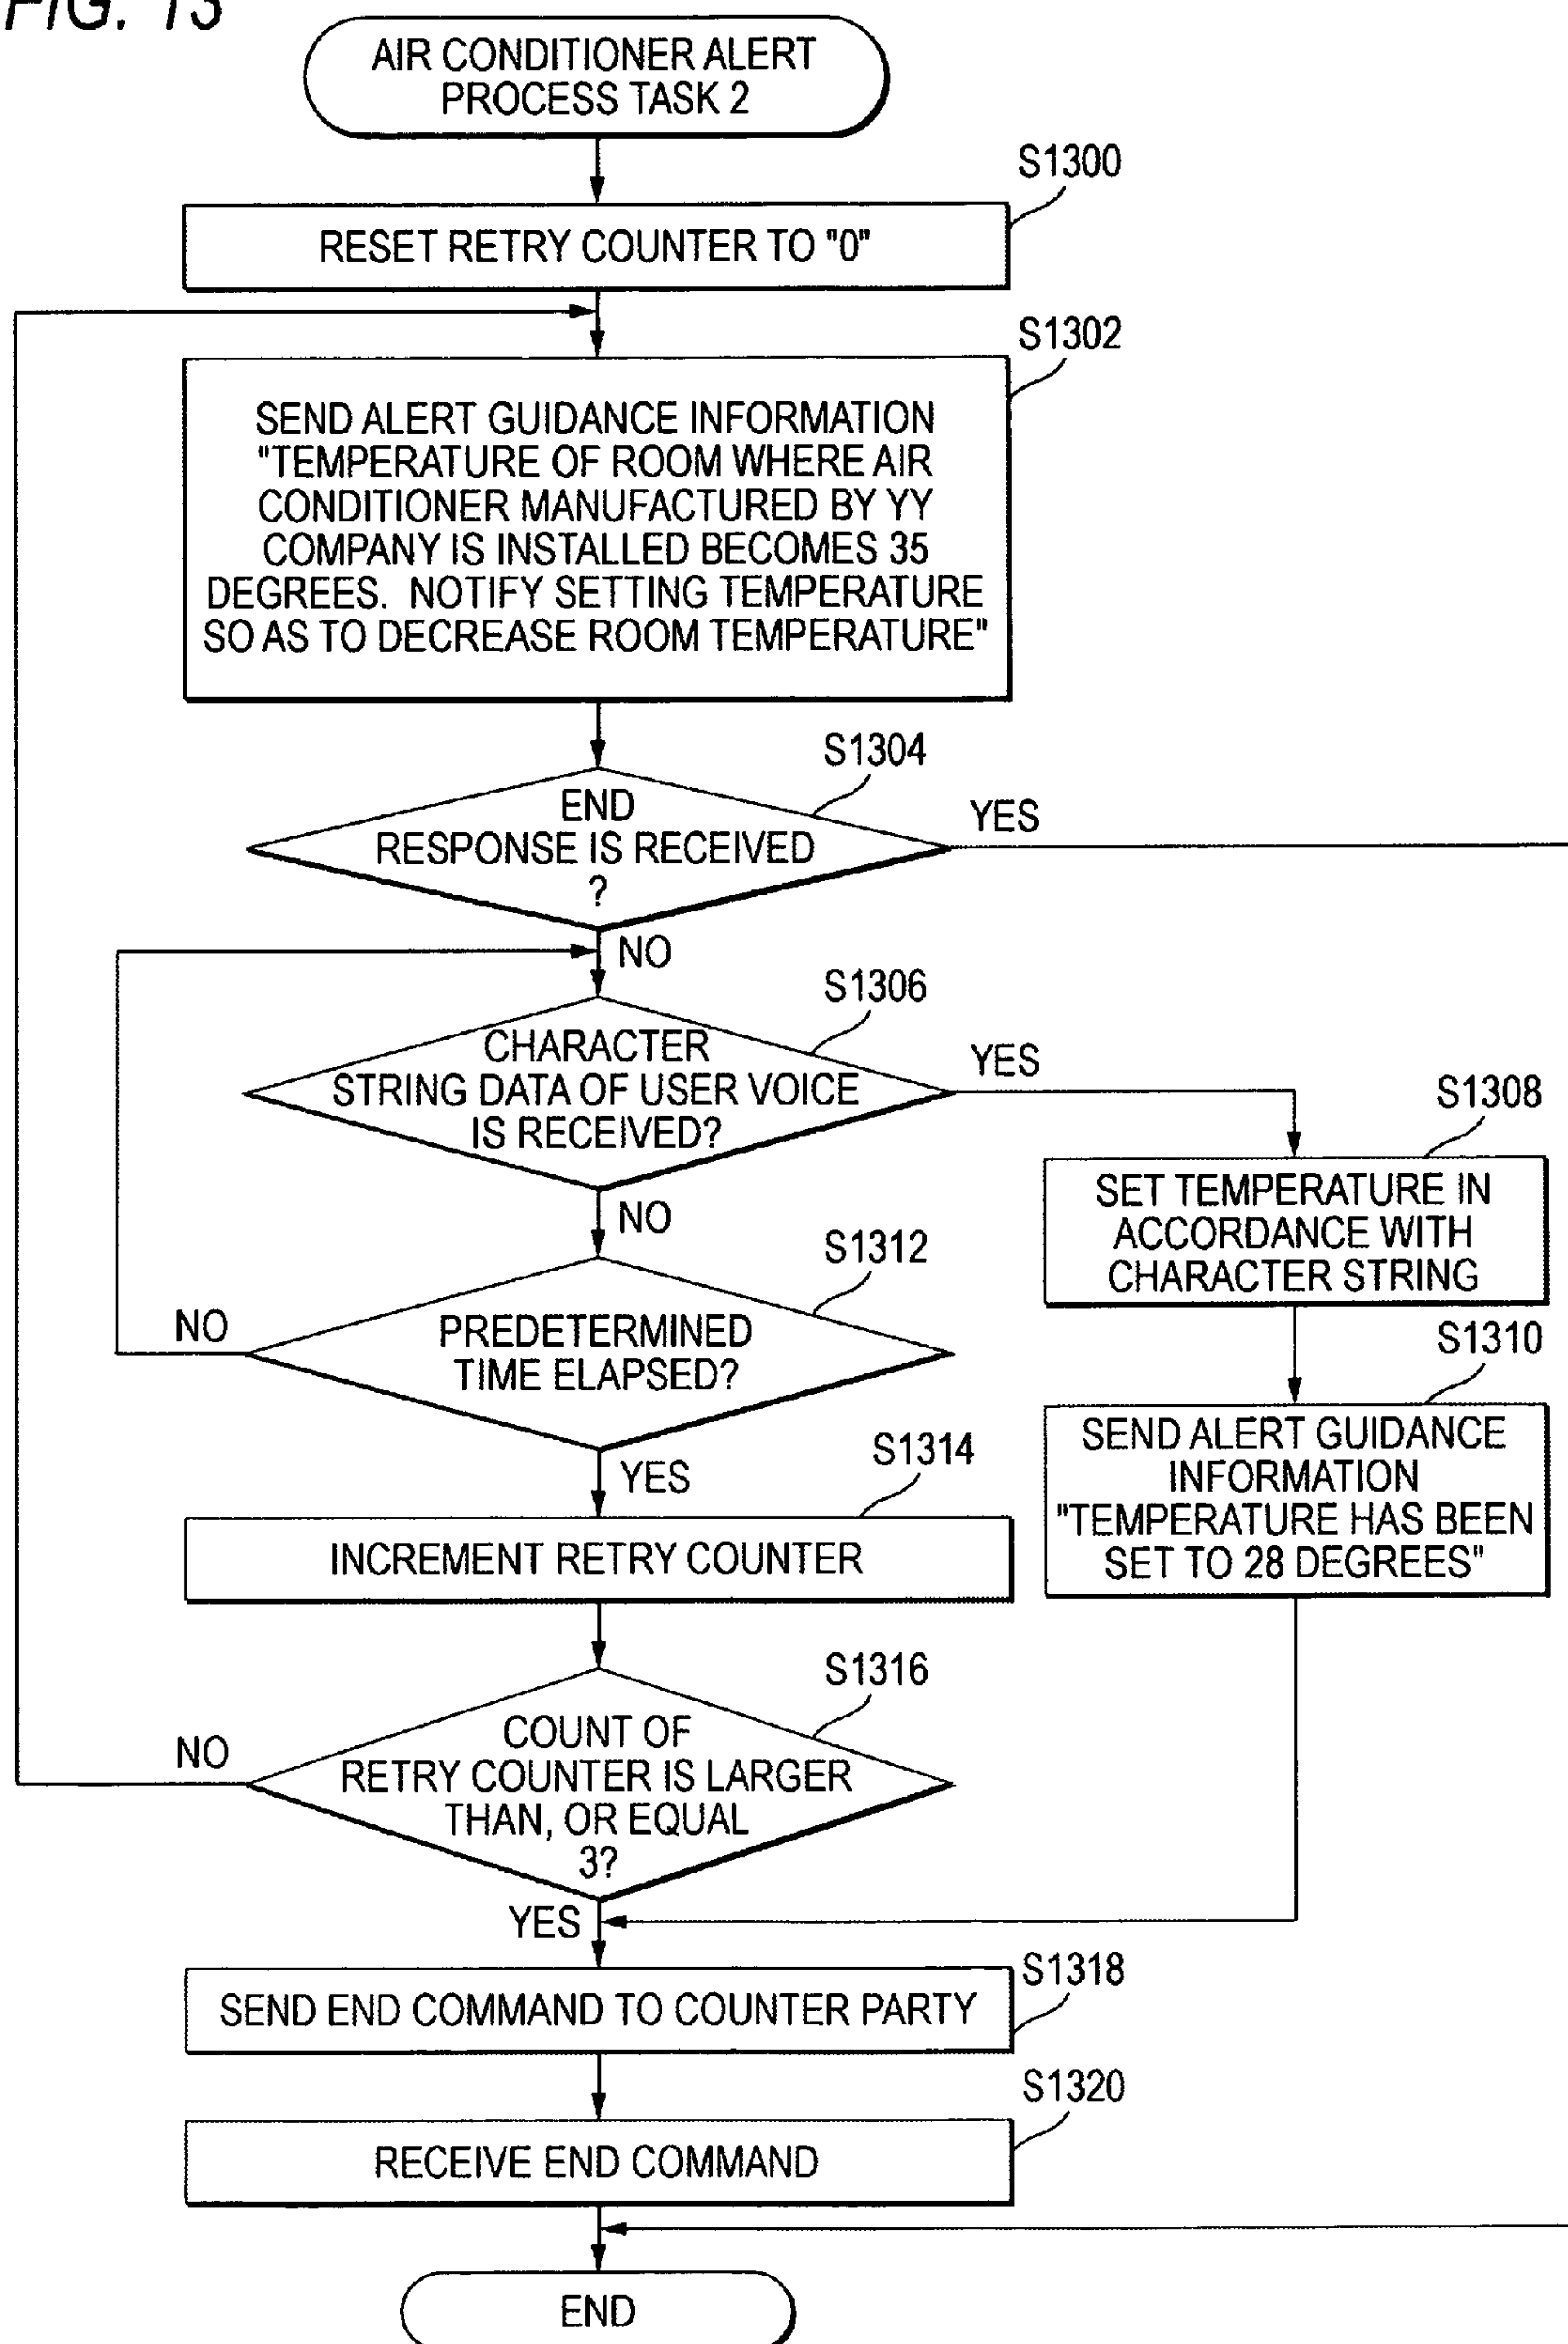 FIG. 13
AIR CONDITIONER ALERT
PROCESS TASK 2
S1300
RESET RETRY COUNTER TO "0"
S1302
SEND ALERT GUIDANCE INFORMATION
"TEMPERATURE OF ROOM WHERE AIR
CONDITIONER MANUFACTURED BY YY
COMPANY IS INSTALLED BECOMES 35
DEGREES. NOTIFY SETTING TEMPERATURE
SO AS TO DECREASE ROOM TEMPERATURE"
S1304
END
RESPONSE IS RECEIVED
?
YES
NO
S1306
CHARACTER
STRING DATA OF USER VOICE
IS RECEIVED?
YES
S1308
SET TEMPERATURE IN
ACCORDANCE WITH
CHARACTER STRING
NO
S1312
PREDETERMINED
TIME ELAPSED?
NO
S1310
SEND ALERT GUIDANCE
INFORMATION
"TEMPERATURE HAS BEEN
SET TO 28 DEGREES"
YES
S1314
INCREMENT RETRY COUNTER
S1316
COUNT OF
RETRY COUNTER IS LARGER
THAN, OR EQUAL
3?
NO
YES
S1318
SEND END COMMAND TO COUNTER PARTY
S1320
RECEIVE END COMMAND
END